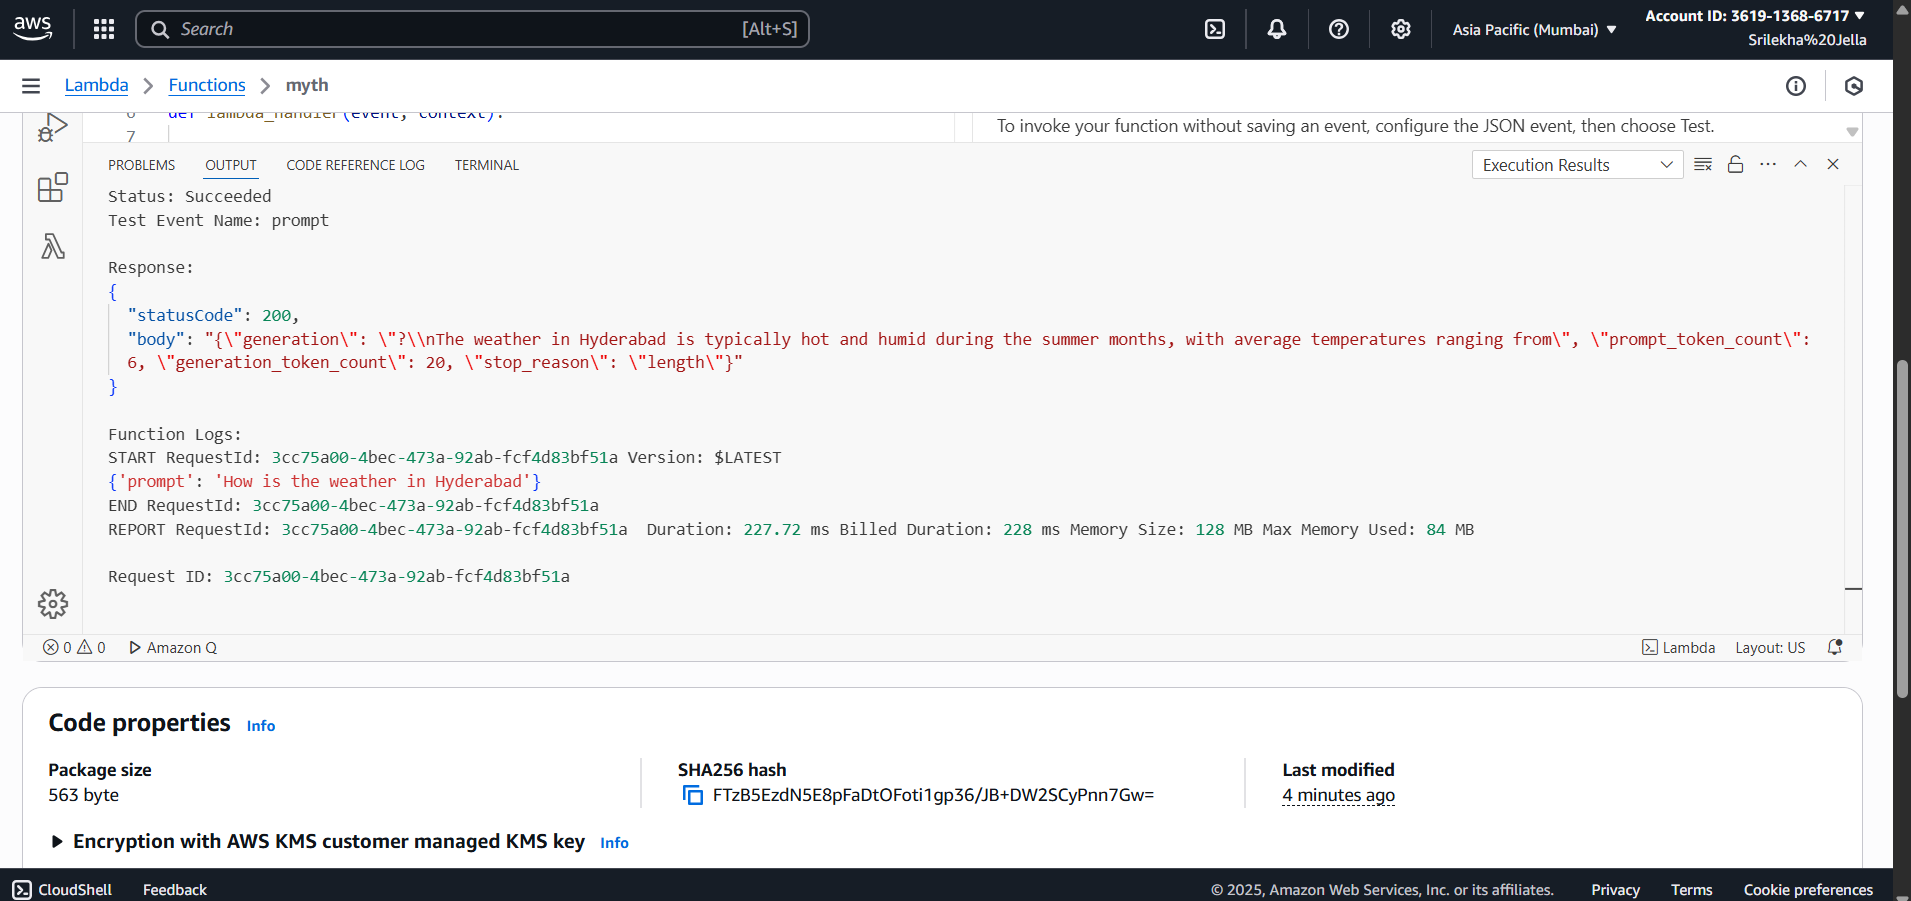 aws
Search [Alt+S]
Asia Pacific (Mumbai)
Account ID: 3619-1368-6717
Srilekha%20Jella
Lambda > Functions > myth
6 def lambda_handler(event, context):
7
To invoke your function without saving an event, configure the JSON event, then choose Test.
PROBLEMS OUTPUT CODE REFERENCE LOG TERMINAL
Execution Results
Status: Succeeded
Test Event Name: prompt
Response:
{
"statusCode": 200,
"body": "{\"generation\": \"?\\nThe weather in Hyderabad is typically hot and humid during the summer months, with average temperatures ranging from\", \"prompt_token_count\":
6, \"generation_token_count\": 20, \"stop_reason\": \"length\"}"
}
Function Logs:
START RequestId: 3cc75a00-4bec-473a-92ab-fcf4d83bf51a Version: $LATEST
{'prompt': 'How is the weather in Hyderabad'}
END RequestId: 3cc75a00-4bec-473a-92ab-fcf4d83bf51a
REPORT RequestId: 3cc75a00-4bec-473a-92ab-fcf4d83bf51a Duration: 227.72 ms Billed Duration: 228 ms Memory Size: 128 MB Max Memory Used: 84 MB
Request ID: 3cc75a00-4bec-473a-92ab-fcf4d83bf51a
0 0 Amazon Q
Lambda Layout: US
Code properties Info
Package size
563 byte
SHA256 hash
FTzB5EzdN5E8pFaDtOFoti1gp36/JB+DW2SCyPnn7Gw=
Last modified
4 minutes ago
Encryption with AWS KMS customer managed KMS key Info
CloudShell Feedback
© 2025, Amazon Web Services, Inc. or its affiliates. Privacy Terms Cookie preferences